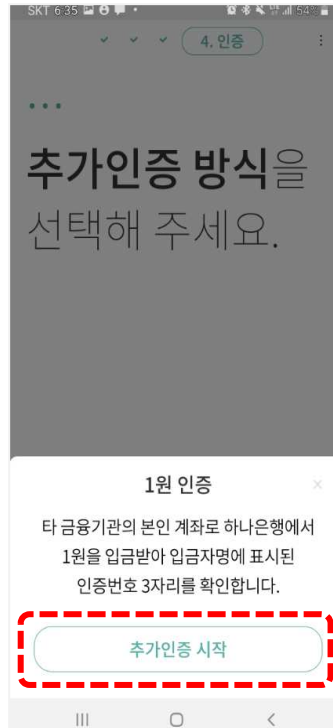 SKT 6:35
54%
4. 인증
추가인증 방식을
선택해 주세요.
1원 인증
타 금융기관의 본인 계좌로 하나은행에서
1원을 입금받아 입금자명에 표시된
인증번호 3자리를 확인합니다.
추가인증 시작